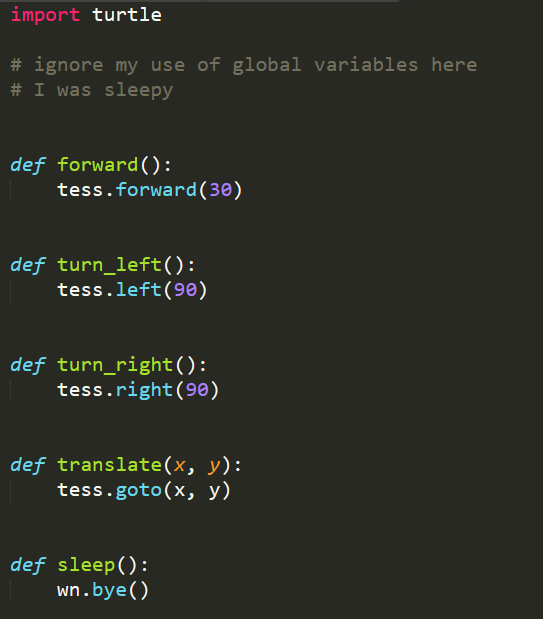 import turtle
# ignore my use of global variables here
# I was sleepy
def forward():
    tess.forward(30)
def turn_left():
    tess.left(90)
def turn_right():
    tess.right(90)
def translate(x, y):
    tess.goto(x, y)
def sleep():
    wn.bye()